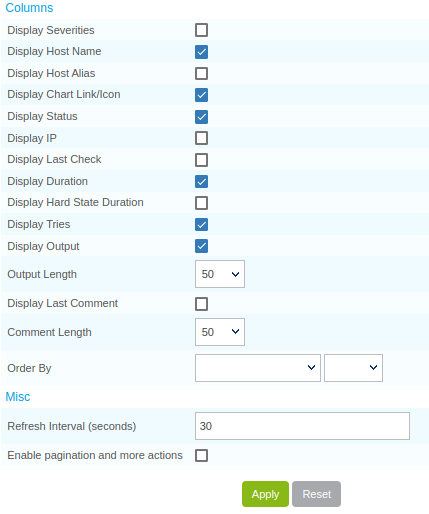 Columns
Display Severities
Display Host Name
Display Host Alias
Display Chart Link/Icon
Display Status
Display IP
Display Last Check
Display Duration
Display Hard State Duration
Display Tries
Display Output
Output Length 50
Display Last Comment
Comment Length 50
Order By
Misc
Refresh Interval (seconds) 30
Enable pagination and more actions
Apply Reset